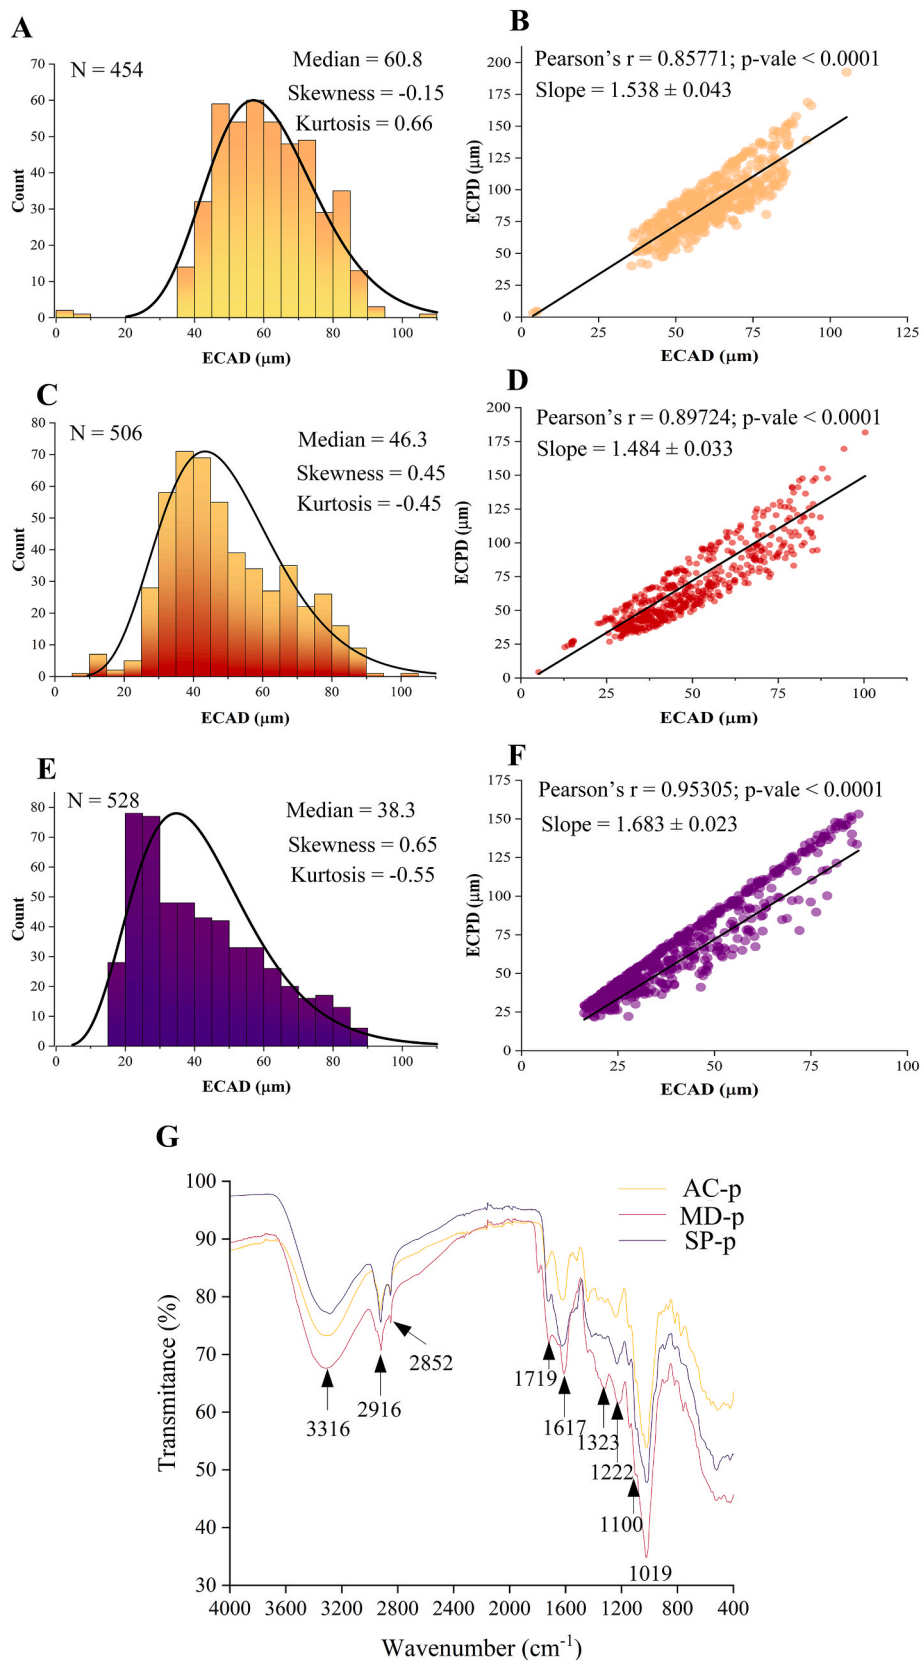 A
N = 454
Median = 60.8
Skewness = -0.15
Kurtosis = 0.66
70
60
50
40
30
20
10
0
Count
0 20 40 60 80 100
ECAD (μm)
B
Pearson's r = 0.85771; p-vale < 0.0001
Slope = 1.538 ± 0.043
200
175
150
125
100
75
50
25
0
ECPD (μm)
0 25 50 75 100 125
ECAD (μm)
C
N = 506
Median = 46.3
Skewness = 0.45
Kurtosis = -0.45
80
70
60
50
40
30
20
10
0
Count
0 20 40 60 80 100
ECAD (μm)
D
Pearson's r = 0.89724; p-vale < 0.0001
Slope = 1.484 ± 0.033
200
175
150
125
100
75
50
25
0
ECPD (μm)
0 25 50 75 100
ECAD (μm)
E
N = 528
Median = 38.3
Skewness = 0.65
Kurtosis = -0.55
80
70
60
50
40
30
20
10
0
Count
0 20 40 60 80 100
ECAD (μm)
F
Pearson's r = 0.95305; p-vale < 0.0001
Slope = 1.683 ± 0.023
175
150
125
100
75
50
25
0
ECPD (μm)
0 25 50 75 100
ECAD (μm)
G
AC-p
MD-p
SP-p
100
90
80
70
60
50
40
30
Transmitance (%)
3316
2916
2852
1719
1617
1323
1222
1100
1019
4000 3600 3200 2800 2400 2000 1600 1200 800 400
Wavenumber (cm⁻¹)